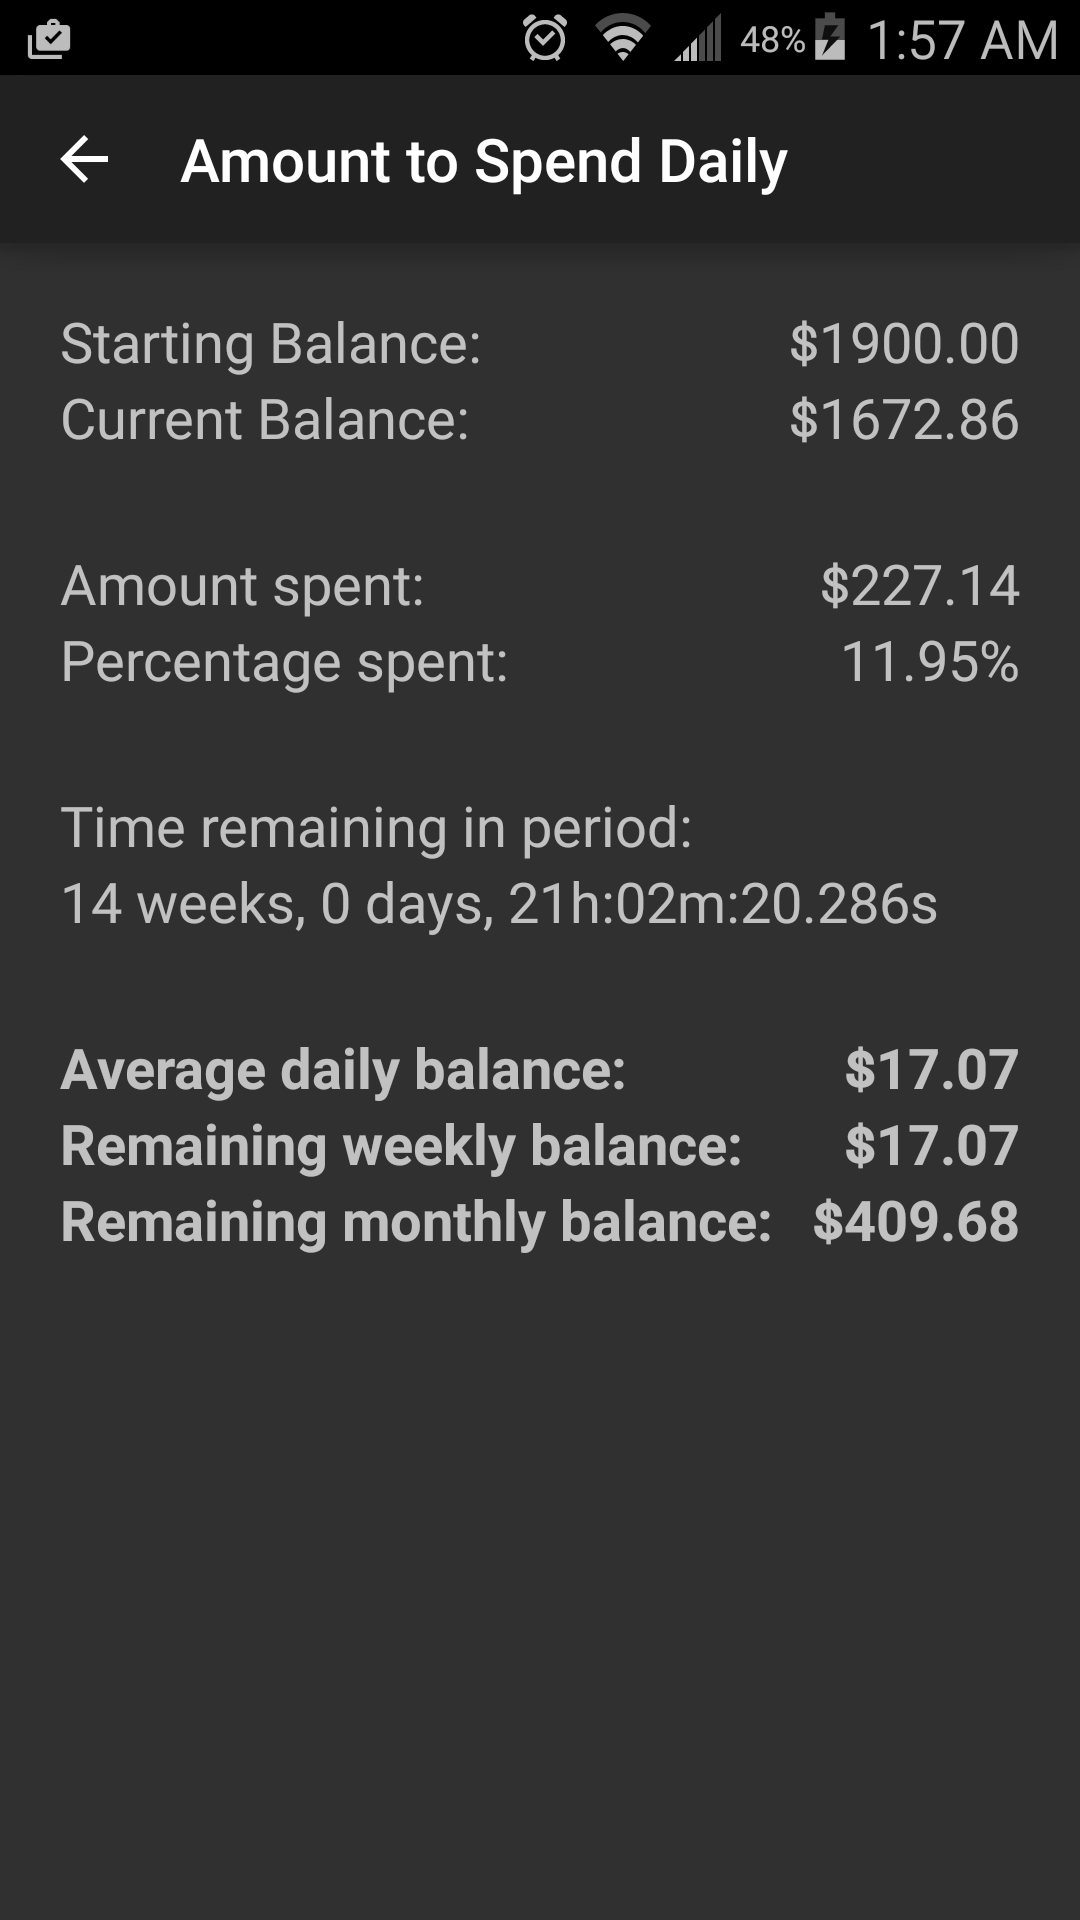 48% 1:57 AM
Amount to Spend Daily
Starting Balance: $1900.00
Current Balance: $1672.86
Amount spent: $227.14
Percentage spent: 11.95%
Time remaining in period:
14 weeks, 0 days, 21h:02m:20.286s
Average daily balance: $17.07
Remaining weekly balance: $17.07
Remaining monthly balance: $409.68